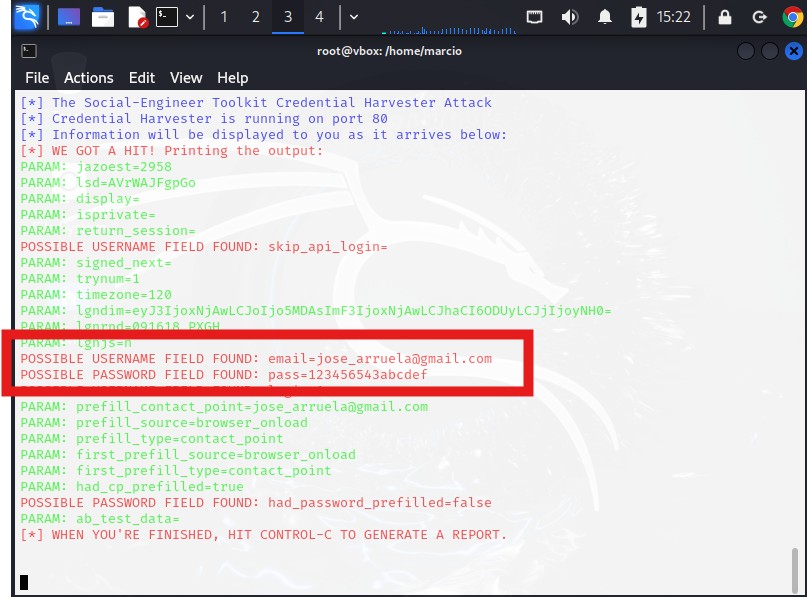 1 2 3 4 15:22
root@vbox: /home/marcio
File Actions Edit View Help
[*] The Social-Engineer Toolkit Credential Harvester Attack
[*] Credential Harvester is running on port 80
[*] Information will be displayed to you as it arrives below:
[*] WE GOT A HIT! Printing the output:
PARAM: jazoest=2958
PARAM: lsd=AVrWAJFgpGo
PARAM: display=
PARAM: isprivate=
PARAM: return_session=
POSSIBLE USERNAME FIELD FOUND: skip_api_login=
PARAM: signed_next=
PARAM: trynum=1
PARAM: timezone=120
PARAM: lgndim=eyJ3IjoxNjAwLCJoIjo5MDAsImF3IjoxNjAwLCJhaCI6ODUyLCJjIjoyNH0=
PARAM: lgnrnd=091618_PXGH
PARAM: lgnjs=n
POSSIBLE USERNAME FIELD FOUND: email=jose_arruela@gmail.com
POSSIBLE PASSWORD FIELD FOUND: pass=123456543abcdef
PARAM: prefill_contact_point=jose_arruela@gmail.com
PARAM: prefill_source=browser_onload
PARAM: prefill_type=contact_point
PARAM: first_prefill_source=browser_onload
PARAM: first_prefill_type=contact_point
PARAM: had_cp_prefilled=true
POSSIBLE PASSWORD FIELD FOUND: had_password_prefilled=false
PARAM: ab_test_data=
[*] WHEN YOU'RE FINISHED, HIT CONTROL-C TO GENERATE A REPORT.